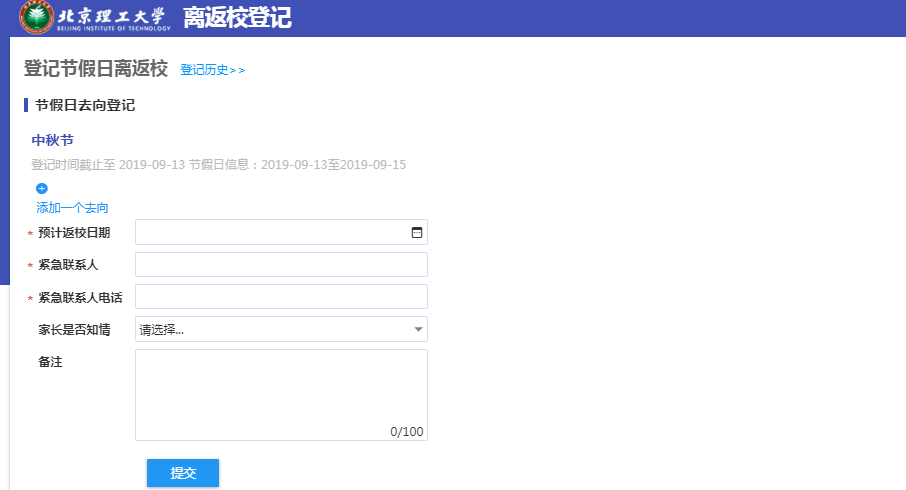 北京理工大学 离返校登记
BEIJING INSTITUTE OF TECHNOLOGY
登记节假日离返校 登记历史>>
节假日去向登记
中秋节
登记时间截止至 2019-09-13 节假日信息：2019-09-13至2019-09-15
添加一个去向
* 预计返校日期
* 紧急联系人
* 紧急联系人电话
家长是否知情 请选择...
备注
0/100
提交